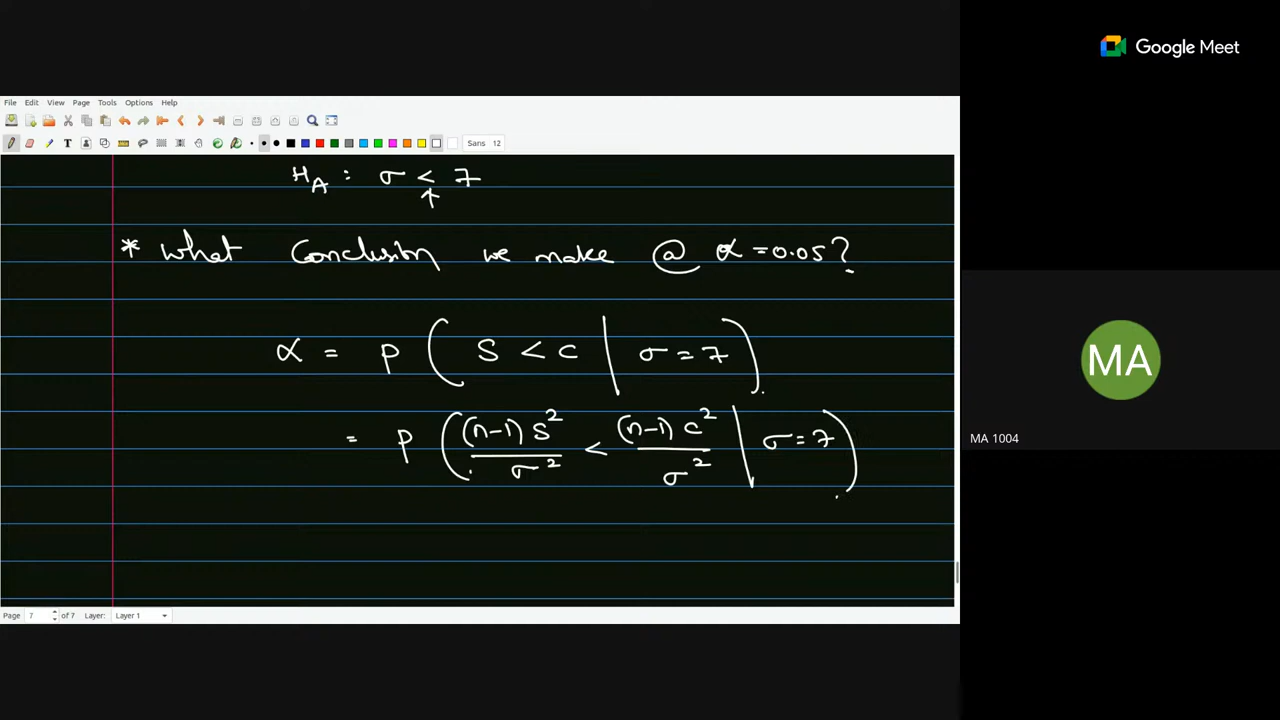 Google Meet
File Edit View Page Tools Options Help
Sans 12
H_A : σ < 7
↑
* What Conclusion we make @ α = 0.05?
α = P ( S < c | σ = 7 ).
= P ( (n-1) S² / σ² < (n-1) c² / σ² | σ = 7 ).
MA
MA 1004
Page 7 of 7 Layer: Layer 1